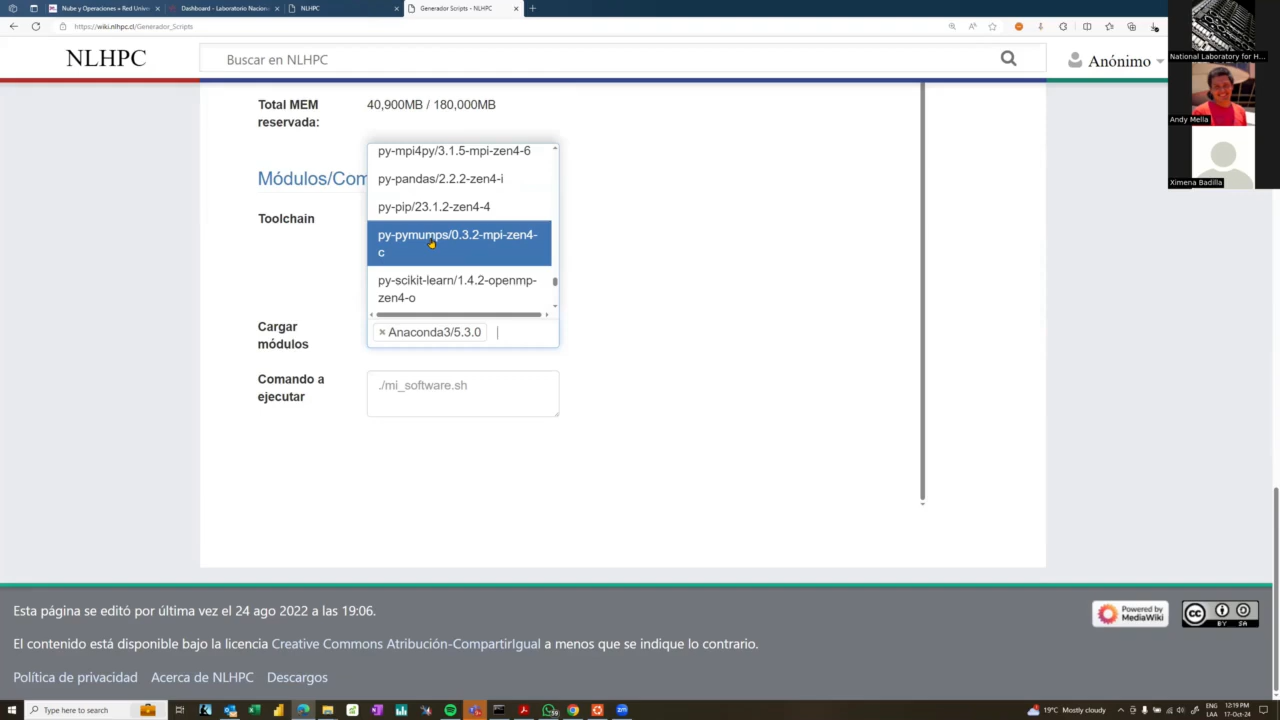 Nube y Operaciones » Red Unive
Dashboard - Laboratorio Nacion
NLHPC
Generador Scripts - NLHPC
https://wiki.nlhpc.cl/Generador_Scripts
NLHPC
Buscar en NLHPC
Anónimo
National Laboratory for H...
Andy Mella
Ximena Badilla
Total MEM
reservada:
40,900MB / 180,000MB
Módulos/Com
Toolchain
py-mpi4py/3.1.5-mpi-zen4-6
py-pandas/2.2.2-zen4-i
py-pip/23.1.2-zen4-4
py-pymumps/0.3.2-mpi-zen4-
c
py-scikit-learn/1.4.2-openmp-
zen4-o
Cargar
módulos
× Anaconda3/5.3.0
Comando a
ejecutar
./mi_software.sh
Esta página se editó por última vez el 24 ago 2022 a las 19:06.
El contenido está disponible bajo la licencia Creative Commons Atribución-CompartirIgual a menos que se indique lo contrario.
Política de privacidad
Acerca de NLHPC
Descargos
Powered by
MediaWiki
CC
BY
SA
Type here to search
19°C Mostly cloudy
ENG
LAA
12:19 PM
17-Oct-24